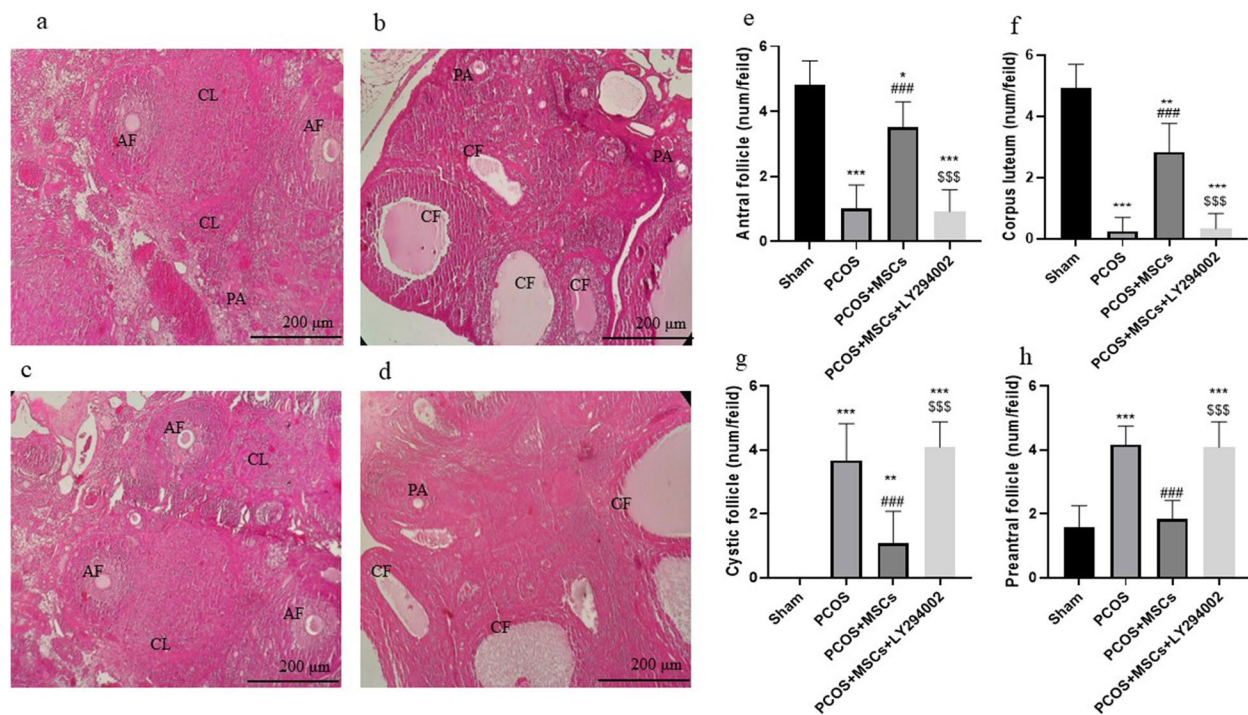 a
CL
AF
AF
CL
PA
200 µm
b
PA
CF
PA
CF
CF
CF
200 µm
c
AF
CL
AF
AF
CL
200 µm
d
PA
CF
CF
CF
200 µm
e
Antral follicle (num/feild)
6
4
2
0
***
*
###
***
$$$
Sham
PCOS
PCOS+MSCs
PCOS+MSCs+LY294002
f
Corpus luteum (num/feild)
6
4
2
0
***
**
###
***
$$$
Sham
PCOS
PCOS+MSCs
PCOS+MSCs+LY294002
g
Cystic follicle (num/feild)
6
4
2
0
***
**
###
***
$$$
Sham
PCOS
PCOS+MSCs
PCOS+MSCs+LY294002
h
Preantral follicle (num/feild)
6
4
2
0
***
###
***
$$$
Sham
PCOS
PCOS+MSCs
PCOS+MSCs+LY294002